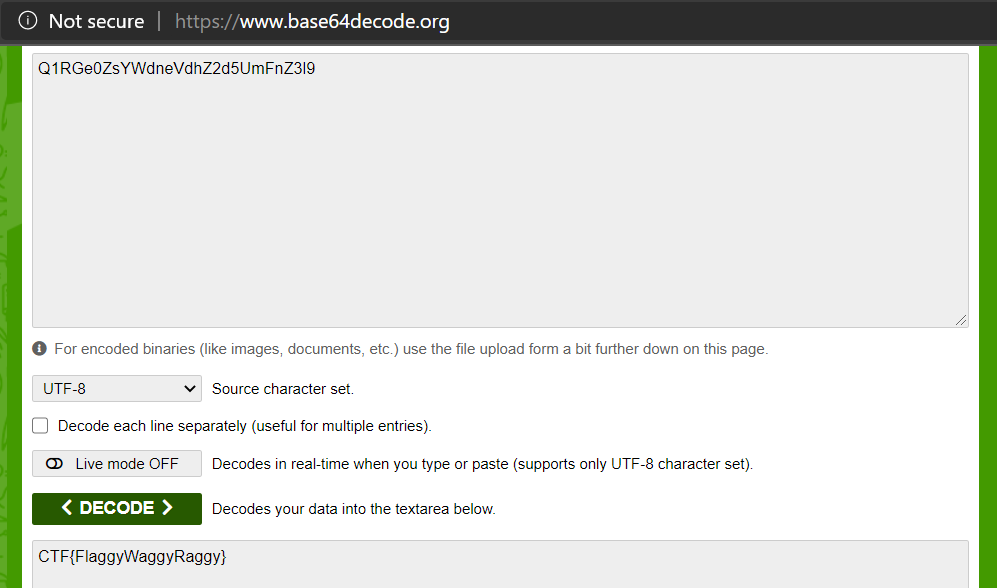 Not secure | https://www.base64decode.org
Q1RGe0ZsYWdneVdhZ2d5UmFnZ3l9
For encoded binaries (like images, documents, etc.) use the file upload form a bit further down on this page.
UTF-8 Source character set.
Decode each line separately (useful for multiple entries).
Live mode OFF Decodes in real-time when you type or paste (supports only UTF-8 character set).
< DECODE > Decodes your data into the textarea below.
CTF{FlaggyWaggyRaggy}